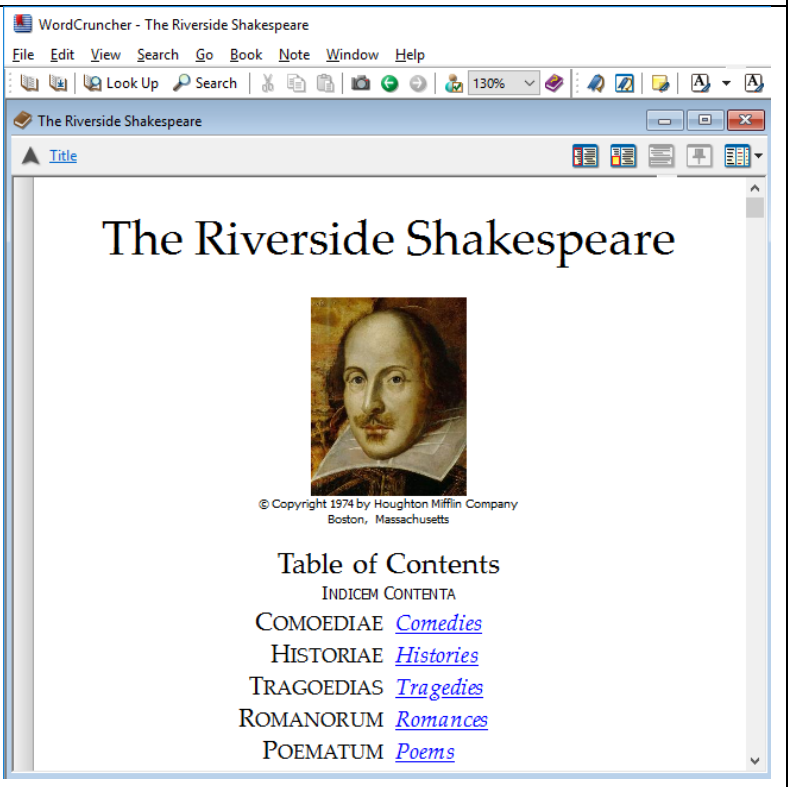 WordCruncher - The Riverside Shakespeare
File Edit View Search Go Book Note Window Help
Look Up Search 130% A A
The Riverside Shakespeare
Title
The Riverside Shakespeare
© Copyright 1974 by Houghton Mifflin Company
Boston, Massachusetts
Table of Contents
INDICEM CONTENTA
COMOEDIAE Comedies
HISTORIAE Histories
TRAGOEDIAS Tragedies
ROMANORUM Romances
POEMATUM Poems